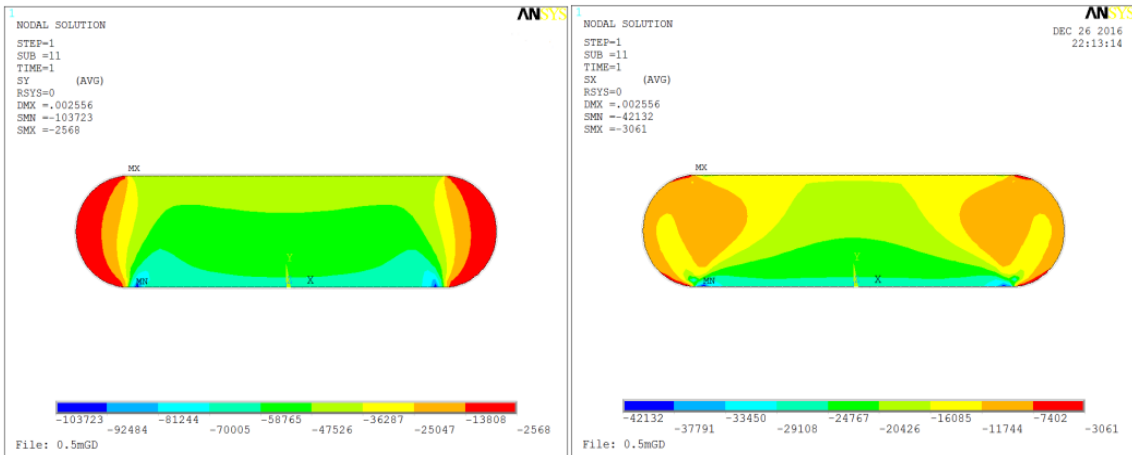 1
ANSYS
NODAL SOLUTION
STEP=1
SUB =11
TIME=1
SY (AVG)
RSYS=0
DMX =.002556
SMN =-103723
SMX =-2568
MX
MN
Y
X
-103723 -81244 -58765 -36287 -13808
-92484 -70005 -47526 -25047 -2568
File: 0.5mGD
1
ANSYS
NODAL SOLUTION
DEC 26 2016
22:13:14
STEP=1
SUB =11
TIME=1
SX (AVG)
RSYS=0
DMX =.002556
SMN =-42132
SMX =-3061
MX
MN
Y
X
-42132 -33450 -24767 -16085 -7402
-37791 -29108 -20426 -11744 -3061
File: 0.5mGD